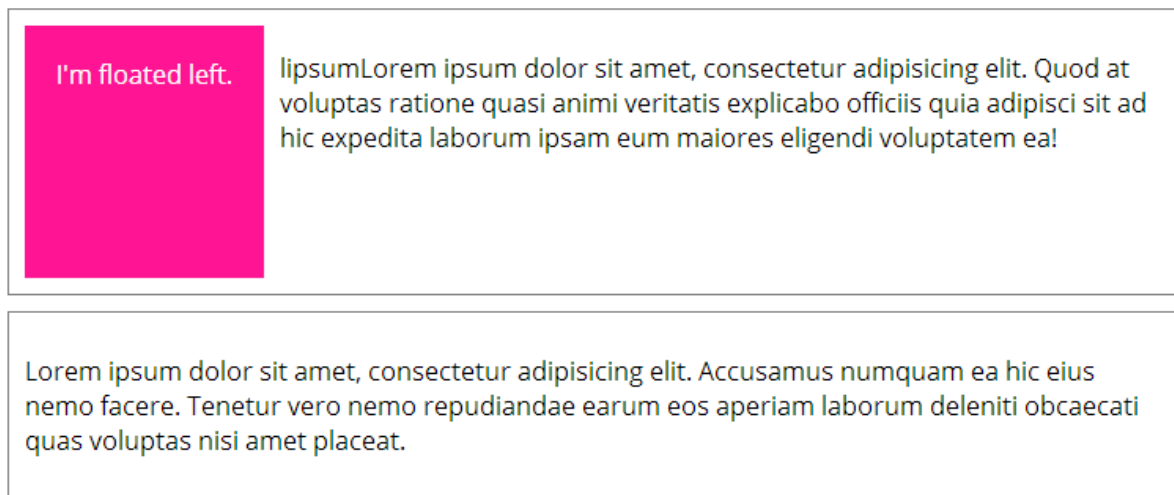 I'm floated left.
lipsumLorem ipsum dolor sit amet, consectetur adipisicing elit. Quod at
voluptas ratione quasi animi veritatis explicabo officiis quia adipisci sit ad
hic expedita laborum ipsam eum maiores eligendi voluptatem ea!
Lorem ipsum dolor sit amet, consectetur adipisicing elit. Accusamus numquam ea hic eius
nemo facere. Tenetur vero nemo repudiandae earum eos aperiam laborum deleniti obcaecati
quas voluptas nisi amet placeat.